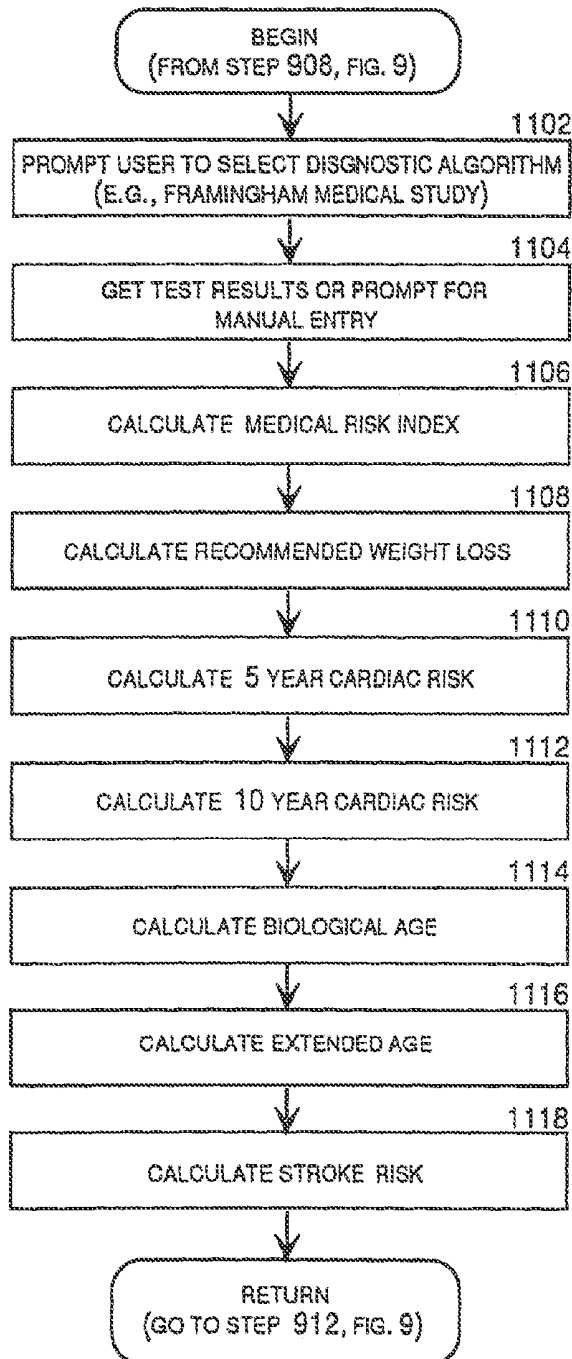 BEGIN
(FROM STEP 908, FIG. 9)
1102
PROMPT USER TO SELECT DISGNOSTIC ALGORITHM
(E.G., FRAMINGHAM MEDICAL STUDY)
1104
GET TEST RESULTS OR PROMPT FOR
MANUAL ENTRY
1106
CALCULATE MEDICAL RISK INDEX
1108
CALCULATE RECOMMENDED WEIGHT LOSS
1110
CALCULATE 5 YEAR CARDIAC RISK
1112
CALCULATE 10 YEAR CARDIAC RISK
1114
CALCULATE BIOLOGICAL AGE
1116
CALCULATE EXTENDED AGE
1118
CALCULATE STROKE RISK
RETURN
(GO TO STEP 912, FIG. 9)